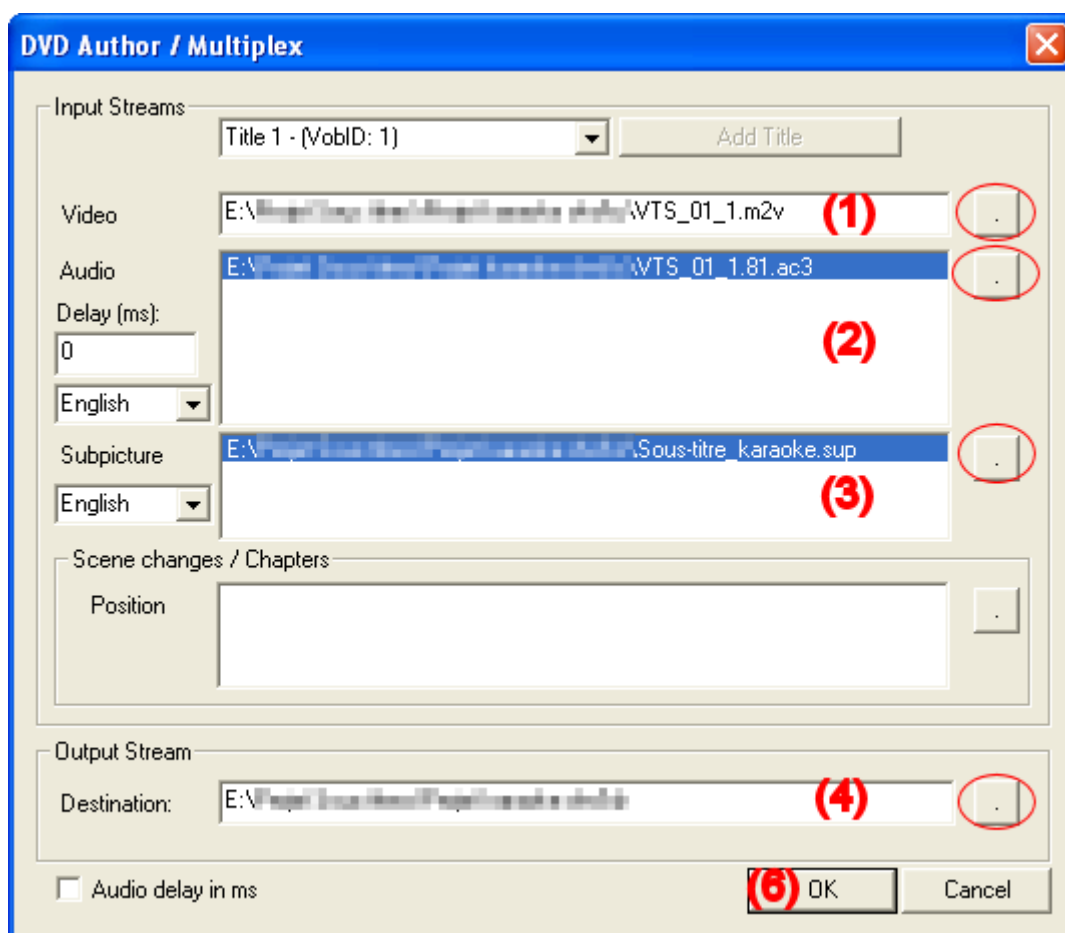 DVD Author / Multiplex
Input Streams
Title 1 - (VobID: 1)
Add Title
Video
E:\ \VTS_01_1.m2v
(1)
.
Audio
E:\ \VTS_01_1.81.ac3
.
Delay (ms):
0
(2)
English
Subpicture
E:\ \Sous-titre_karaoke.sup
.
English
(3)
Scene changes / Chapters
Position
.
Output Stream
Destination:
E:\
(4)
.
Audio delay in ms
(6)
OK
Cancel